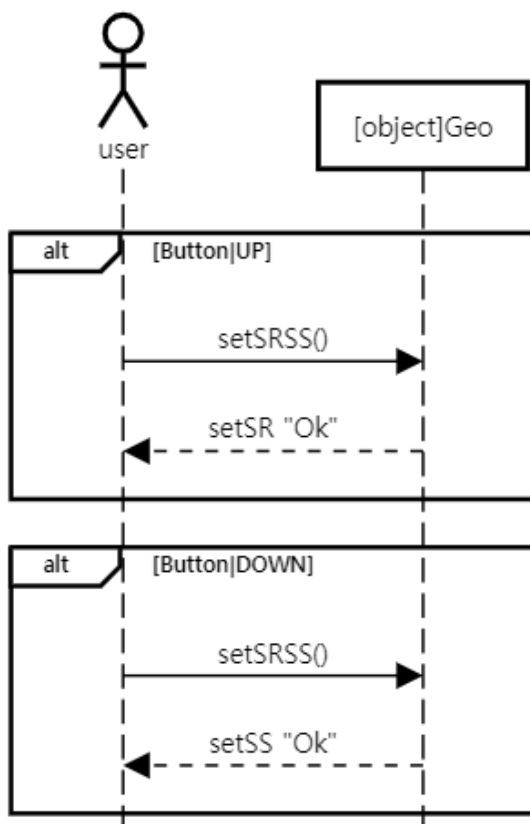 user
[object]Geo
alt [Button|UP]
setSRSS()
setSR "Ok"
alt [Button|DOWN]
setSRSS()
setSS "Ok"